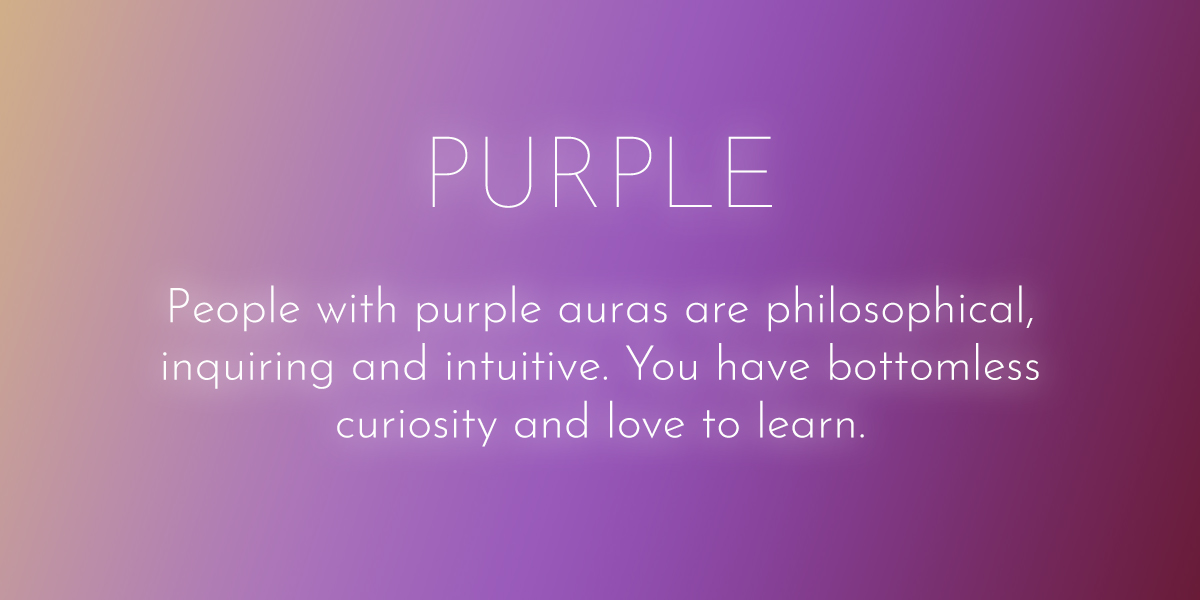 PURPLE
People with purple auras are philosophical,
inquiring and intuitive. You have bottomless
curiosity and love to learn.